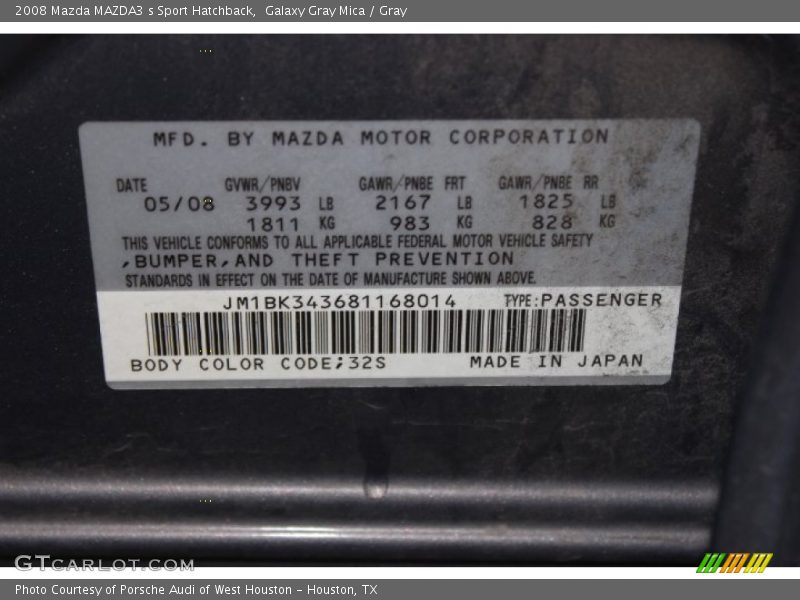 2008 Mazda MAZDA3 s Sport Hatchback,  Galaxy Gray Mica / Gray
MFD. BY MAZDA MOTOR CORPORATION
DATE GVWR/PNBV GAWR/PNBE FRT GAWR/PNBE RR
05/08 3993 LB 2167 LB 1825 LB
1811 KG 983 KG 828 KG
THIS VEHICLE CONFORMS TO ALL APPLICABLE FEDERAL MOTOR VEHICLE SAFETY
,BUMPER,AND THEFT PREVENTION
STANDARDS IN EFFECT ON THE DATE OF MANUFACTURE SHOWN ABOVE.
JM1BK343681168014 TYPE:PASSENGER
BODY COLOR CODE;32S MADE IN JAPAN
GTCARLOT.COM
Photo Courtesy of Porsche Audi of West Houston - Houston, TX